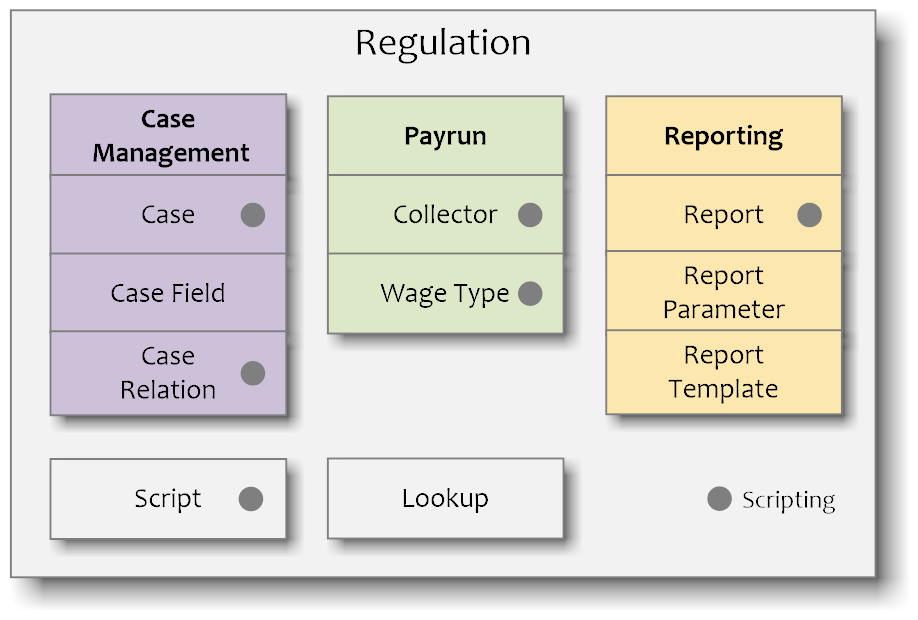 Regulation
Case
Management
Case
Case Field
Case
Relation
Payrun
Collector
Wage Type
Reporting
Report
Report
Parameter
Report
Template
Script
Lookup
Scripting